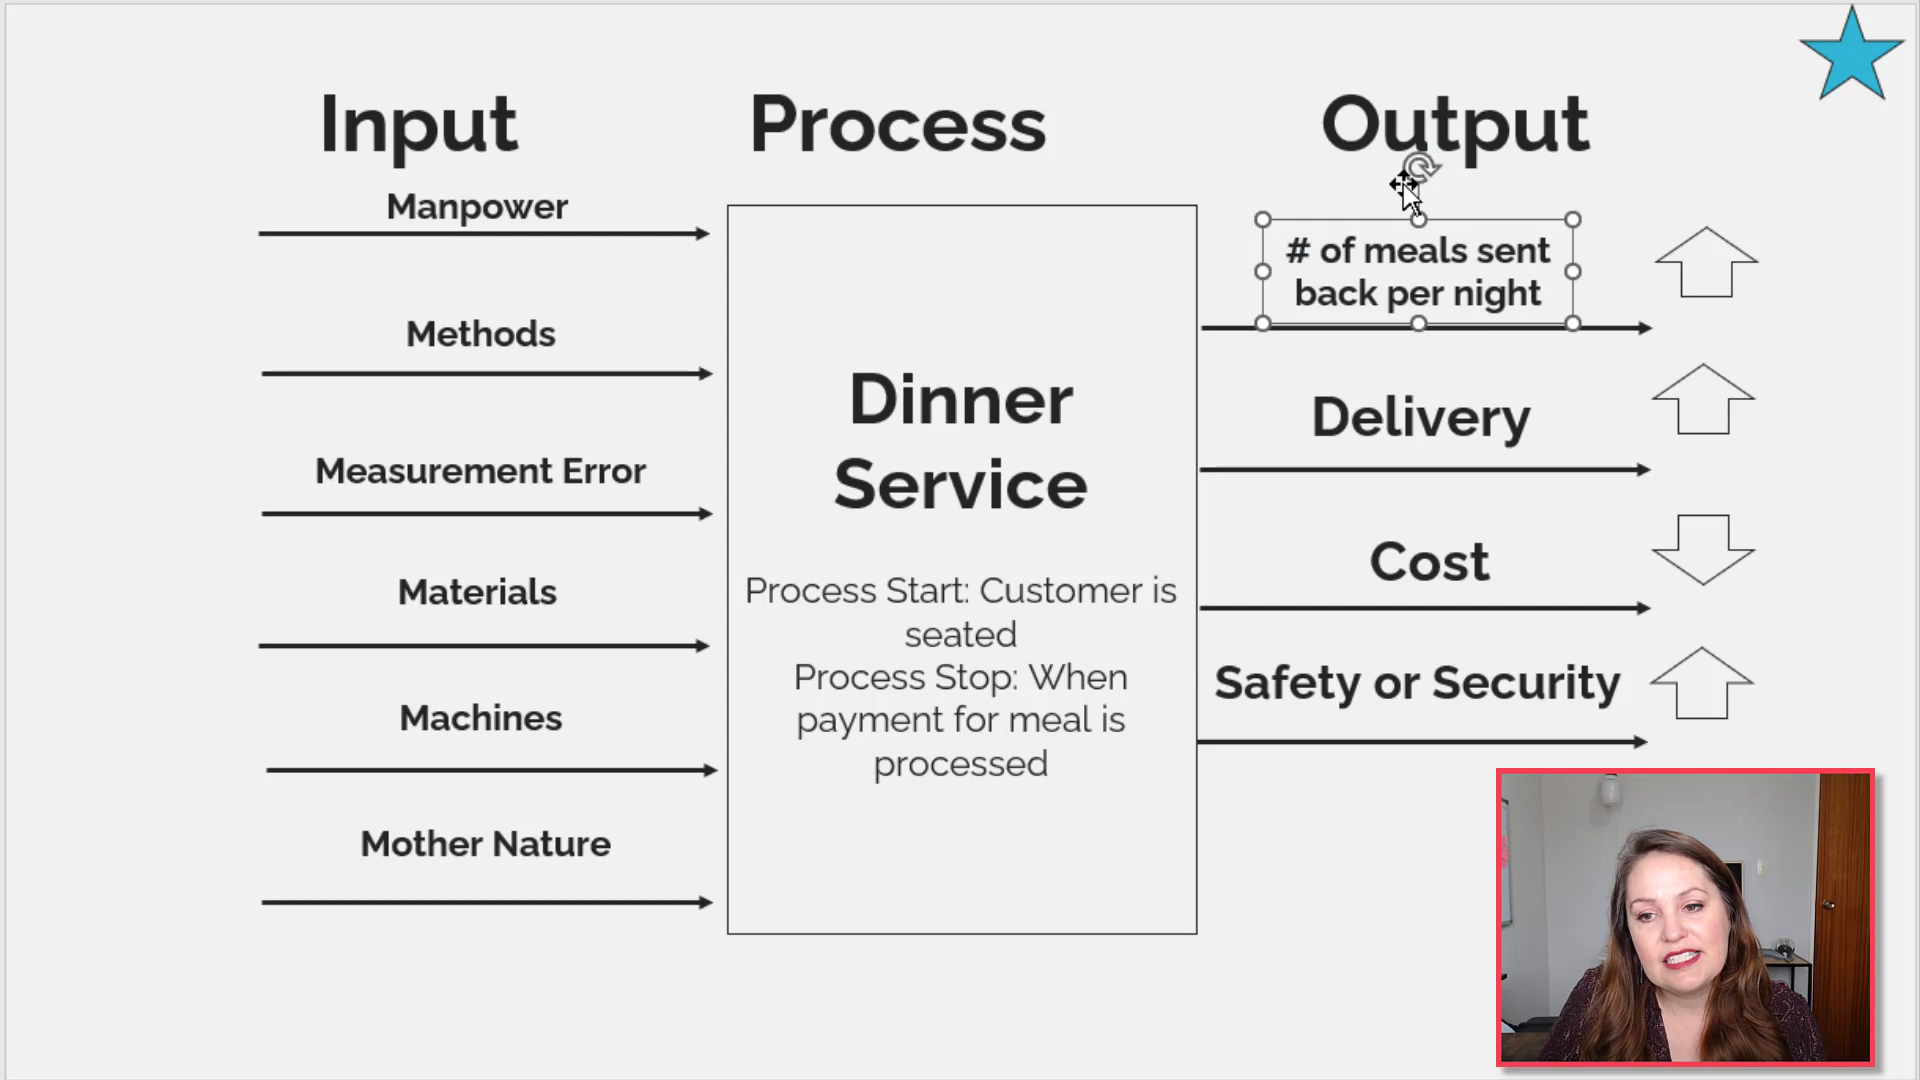 Input
Process
Output
Manpower
Methods
Measurement Error
Materials
Machines
Mother Nature
Dinner
Service
Process Start: Customer is
seated
Process Stop: When
payment for meal is
processed
# of meals sent
back per night
Delivery
Cost
Safety or Security